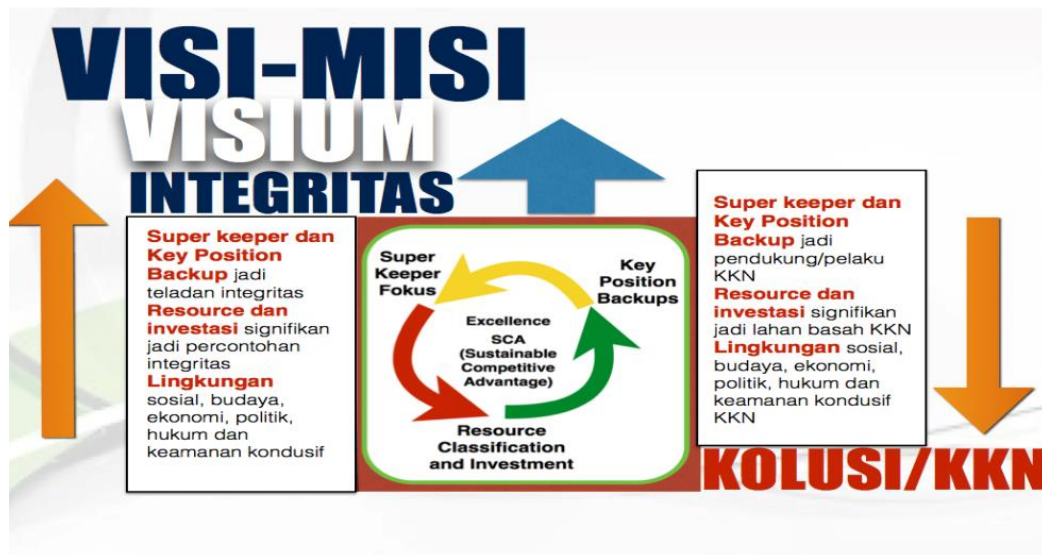 VISI-MISI
VISIUM
INTEGRITAS
Super keeper dan
Key Position
Backup jadi
teladan integritas
Resource dan
investasi signifikan
jadi percontohan
integritas
Lingkungan
sosial, budaya,
ekonomi, politik,
hukum dan
keamanan kondusif
Super
Keeper
Fokus
Key
Position
Backups
Excellence
SCA
(Sustainable
Competitive
Advantage)
Resource
Classification
and Investment
Super keeper dan
Key Position
Backup jadi
pendukung/pelaku
KKN
Resource dan
investasi signifikan
jadi lahan basah KKN
Lingkungan sosial,
budaya, ekonomi,
politik, hukum dan
keamanan kondusif
KKN
KOLUSI/KKN